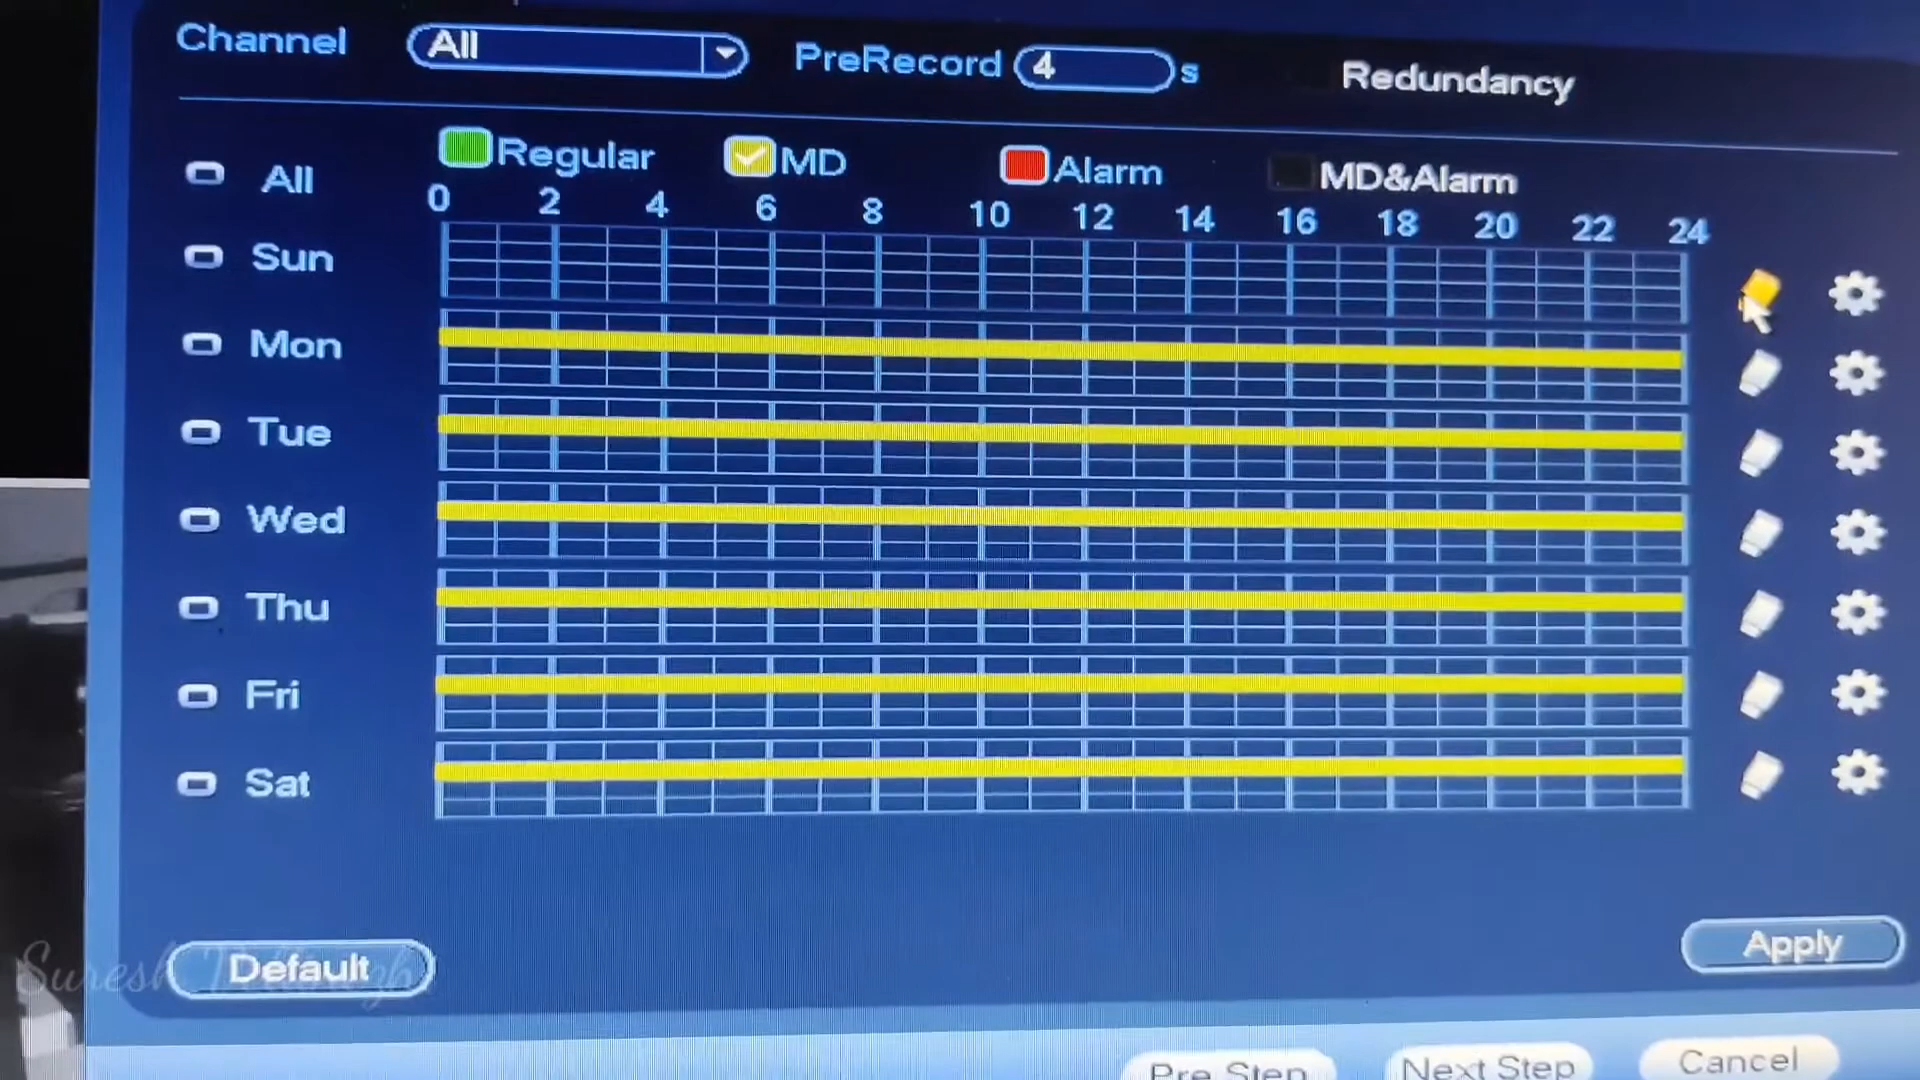 Channel All PreRecord 4 s Redundancy
Regular MD Alarm MD&Alarm
All
0 2 4 6 8 10 12 14 16 18 20 22 24
Sun
Mon
Tue
Wed
Thu
Fri
Sat
Suresh
Default Apply
Pre Step Next Step Cancel